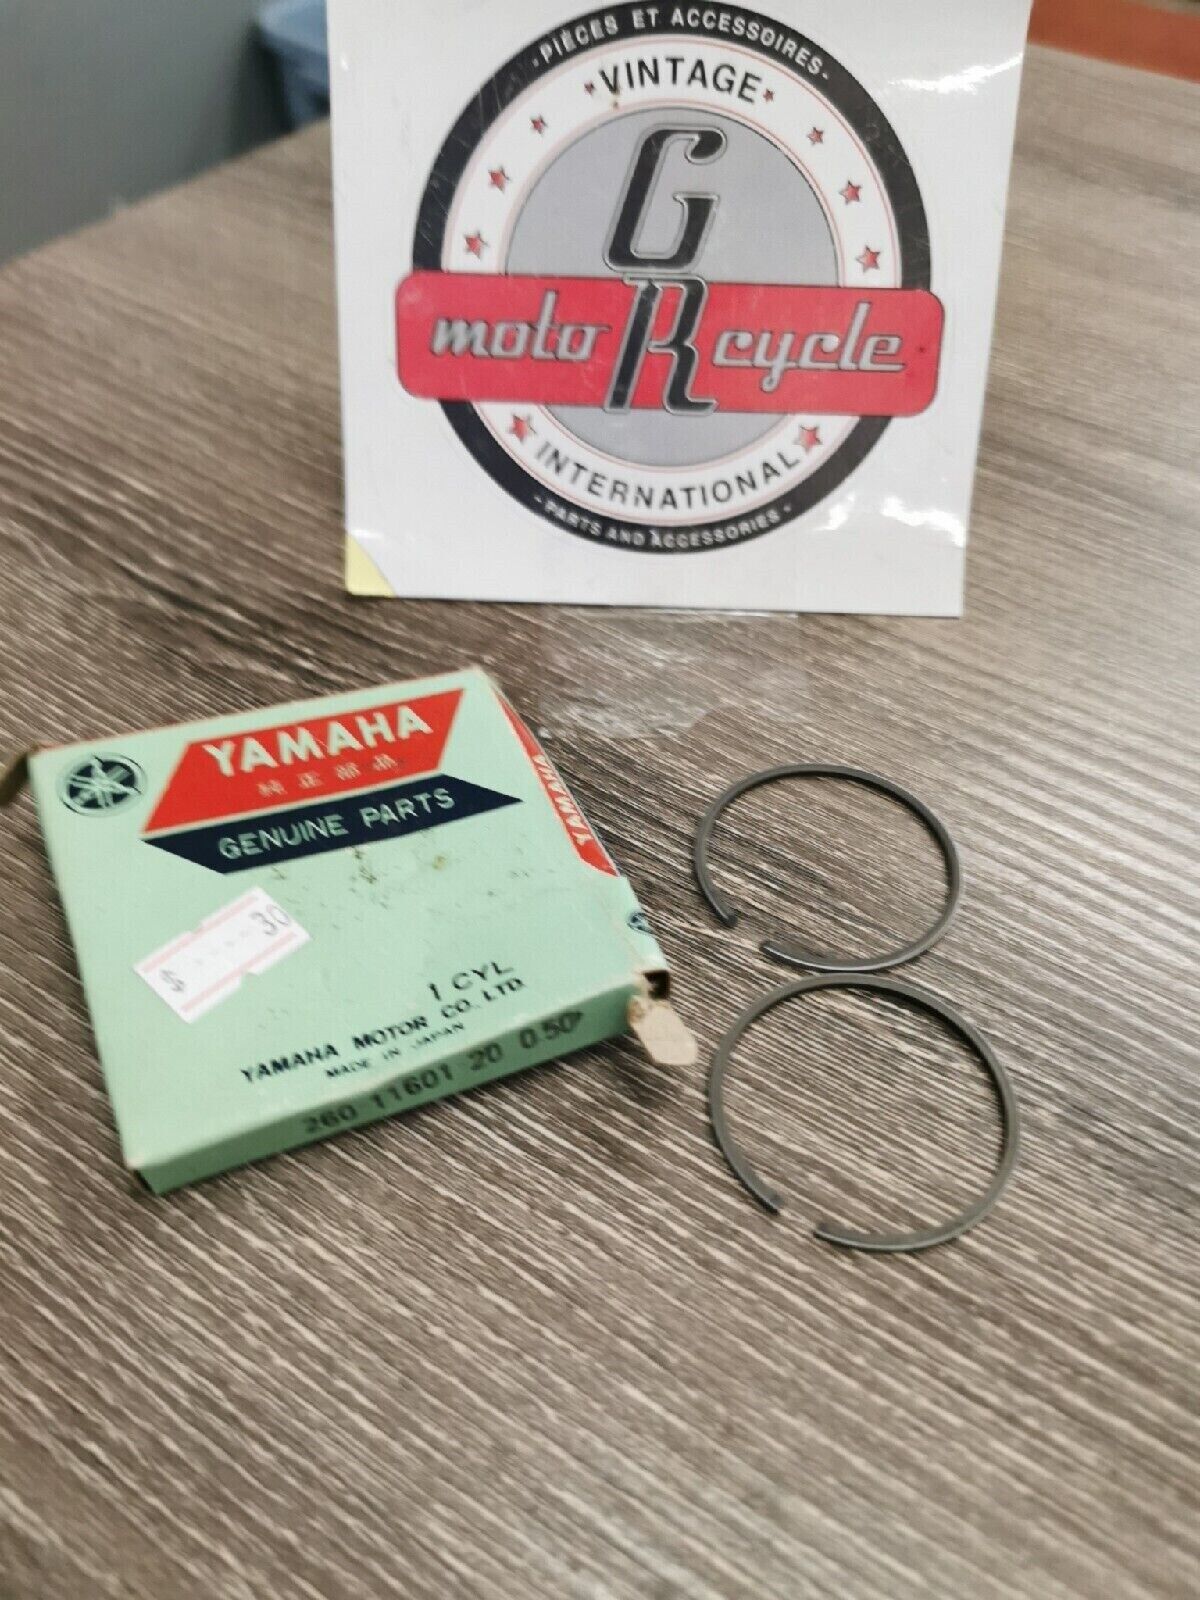 · PIÈCES ET ACCESSOIRES ·
VINTAGE
G
moto R cycle
INTERNATIONAL
- PARTS AND ACCESSORIES -
YAMAHA
純正部品
GENUINE PARTS
YAMAHA
$ 30
1 CYL
YAMAHA MOTOR CO., LTD.
MADE IN JAPAN
260 11601 20 0.50